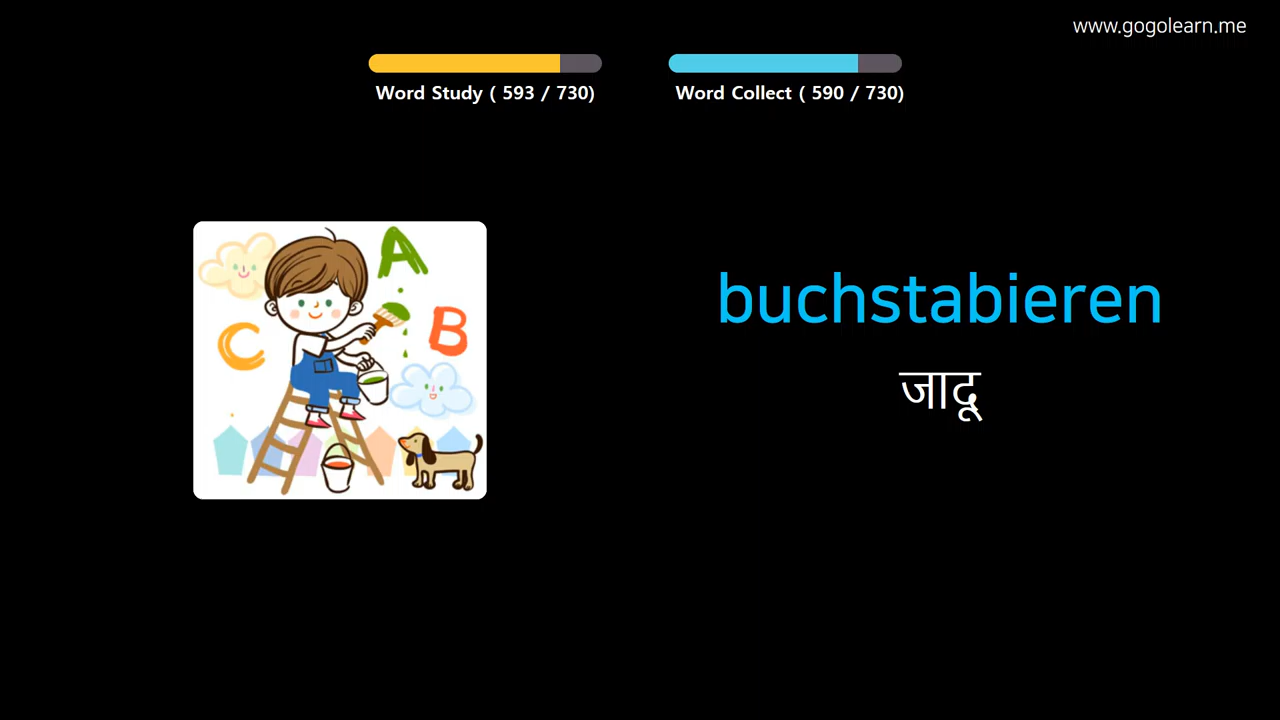 www.gogolearn.me
Word Study ( 593 / 730)
Word Collect ( 590 / 730)
A
B
C
buchstabieren
जादू